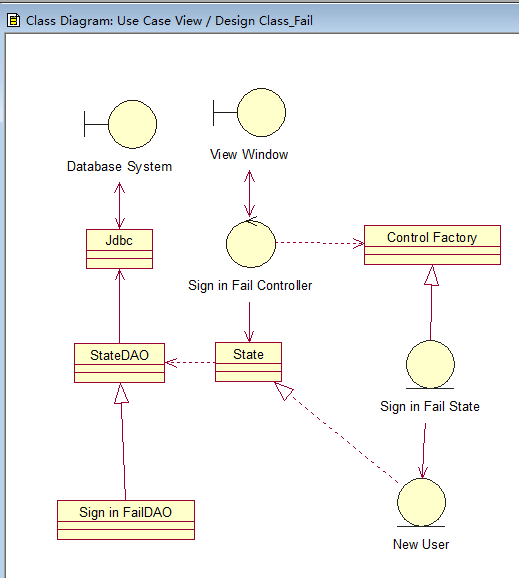 Class Diagram: Use Case View / Design Class_Fail
Database System
View Window
Jdbc
Control Factory
Sign in Fail Controller
StateDAO
State
Sign in Fail State
Sign in FailDAO
New User